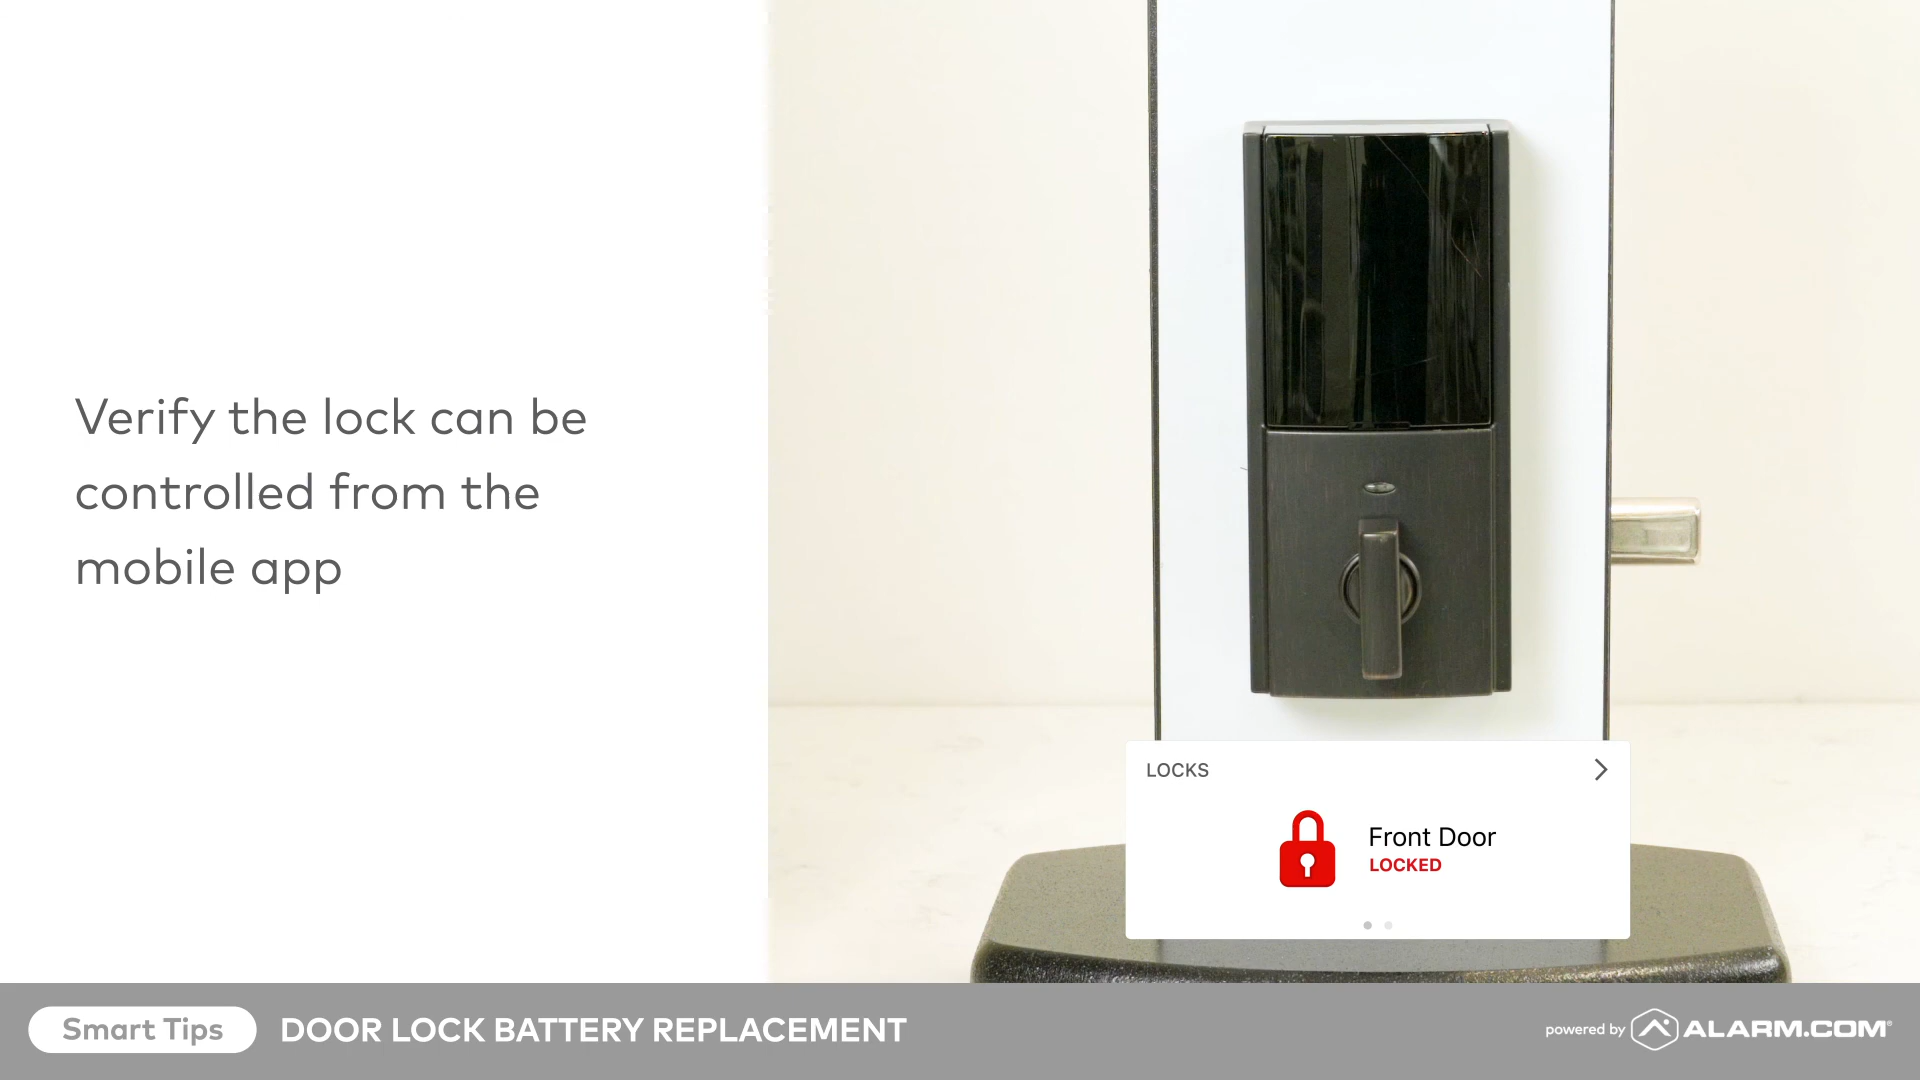 Verify the lock can be
controlled from the
mobile app
LOCKS
Front Door
LOCKED
Smart Tips
DOOR LOCK BATTERY REPLACEMENT
powered by ALARM.COM®